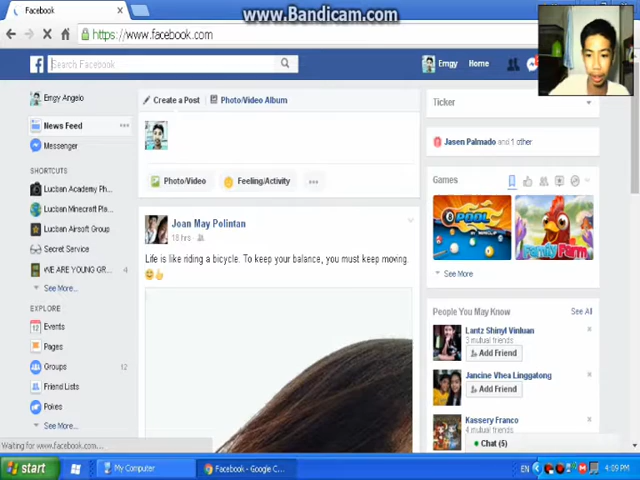 Facebook
www.Bandicam.com
https://www.facebook.com
Search Facebook
Emgy
Home
Emgy Angelo
News Feed
Messenger
SHORTCUTS
Lucban Academy Ph...
Lucban Minecraft Pla...
Lucban Airsoft Group
Secret Service
WE ARE YOUNG GR...
4
See More...
EXPLORE
Events
12
Pages
Groups
12
Friend Lists
Pokes
See More...
Create a Post
Photo/Video Album
Photo/Video
Feeling/Activity
Joan May Polintan
18 hrs
Life is like riding a bicycle. To keep your balance, you must keep moving.
Ticker
Jasen Palmado and 1 other
Games
8 POOL
Family Farm
See More
People You May Know
See All
Lantz Shinyl Vinluan
3 mutual friends
Add Friend
Jancine Vhea Linggatong
Add Friend
Kassery Franco
4 mutual friends
Chat (5)
Waiting for www.facebook.com...
start
My Computer
Facebook - Google C...
EN
4:09 PM